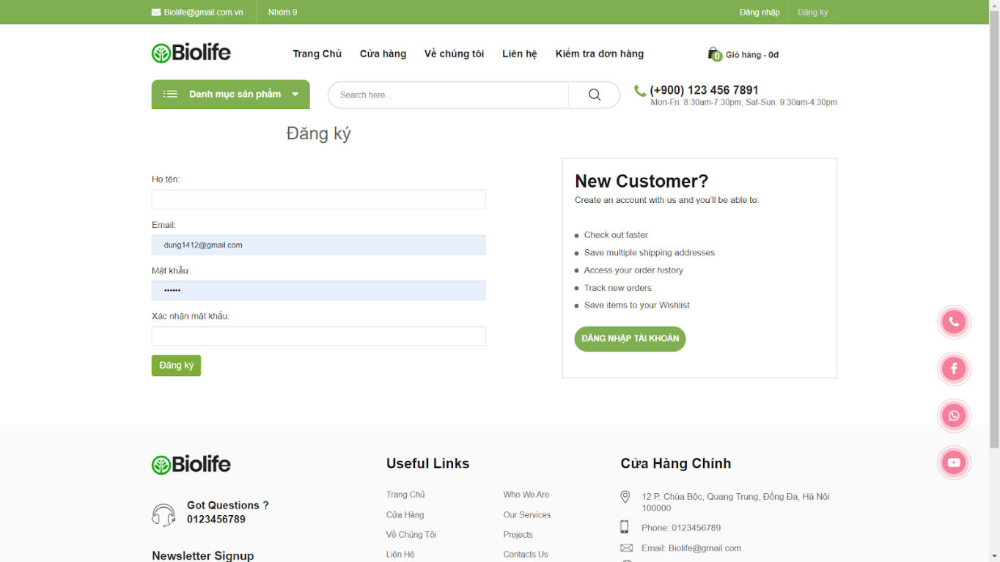 Biolife@gmail.com.vn
Nhóm 9
Đăng nhập
Đăng ký
Biolife
Trang Chủ
Cửa hàng
Về chúng tôi
Liên hệ
Kiểm tra đơn hàng
0
Giỏ hàng - 0đ
Danh mục sản phẩm
Search here...
(+900) 123 456 7891
Mon-Fri: 8:30am-7:30pm; Sat-Sun: 9:30am-4:30pm
Đăng ký
Họ tên:
Email:
dung1412@gmail.com
Mật khẩu:
••••••
Xác nhận mật khẩu:
Đăng ký
New Customer?
Create an account with us and you'll be able to:
Check out faster
Save multiple shipping addresses
Access your order history
Track new orders
Save items to your Wishlist
ĐĂNG NHẬP TÀI KHOẢN
Biolife
Got Questions ?
0123456789
Newsletter Signup
Useful Links
Trang Chủ
Cửa Hàng
Về Chúng Tôi
Liên Hệ
Who We Are
Our Services
Projects
Contacts Us
Cửa Hàng Chính
12 P. Chùa Bộc, Quang Trung, Đống Đa, Hà Nội
100000
Phone: 0123456789
Email: Biolife@gmail.com